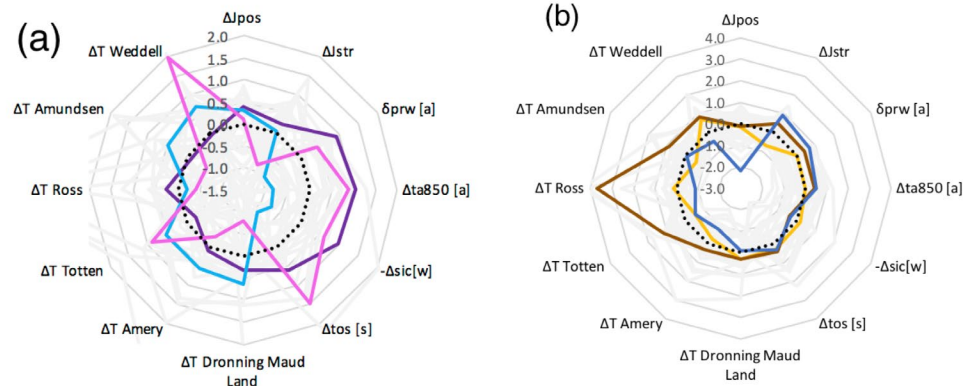 (a)
ΔJpos
ΔT Weddell
ΔJstr
ΔT Amundsen
δprw [a]
ΔT Ross
Δta850 [a]
ΔT Totten
-Δsic[w]
ΔT Amery
Δtos [s]
ΔT Dronning Maud
Land
2.0
1.5
1.0
0.5
0.0
-0.5
-1.0
-1.5
(b)
ΔJpos
ΔT Weddell
ΔJstr
ΔT Amundsen
δprw [a]
ΔT Ross
Δta850 [a]
ΔT Totten
-Δsic[w]
ΔT Amery
Δtos [s]
ΔT Dronning Maud
Land
4.0
3.0
2.0
1.0
0.0
-1.0
-2.0
-3.0